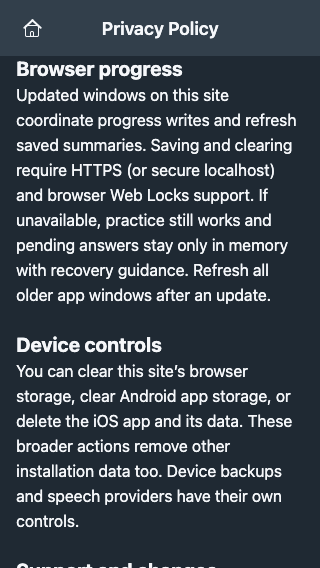 Privacy Policy
Browser progress
Updated windows on this site
coordinate progress writes and refresh
saved summaries. Saving and clearing
require HTTPS (or secure localhost)
and browser Web Locks support. If
unavailable, practice still works and
pending answers stay only in memory
with recovery guidance. Refresh all
older app windows after an update.
Device controls
You can clear this site's browser
storage, clear Android app storage, or
delete the iOS app and its data. These
broader actions remove other
installation data too. Device backups
and speech providers have their own
controls.